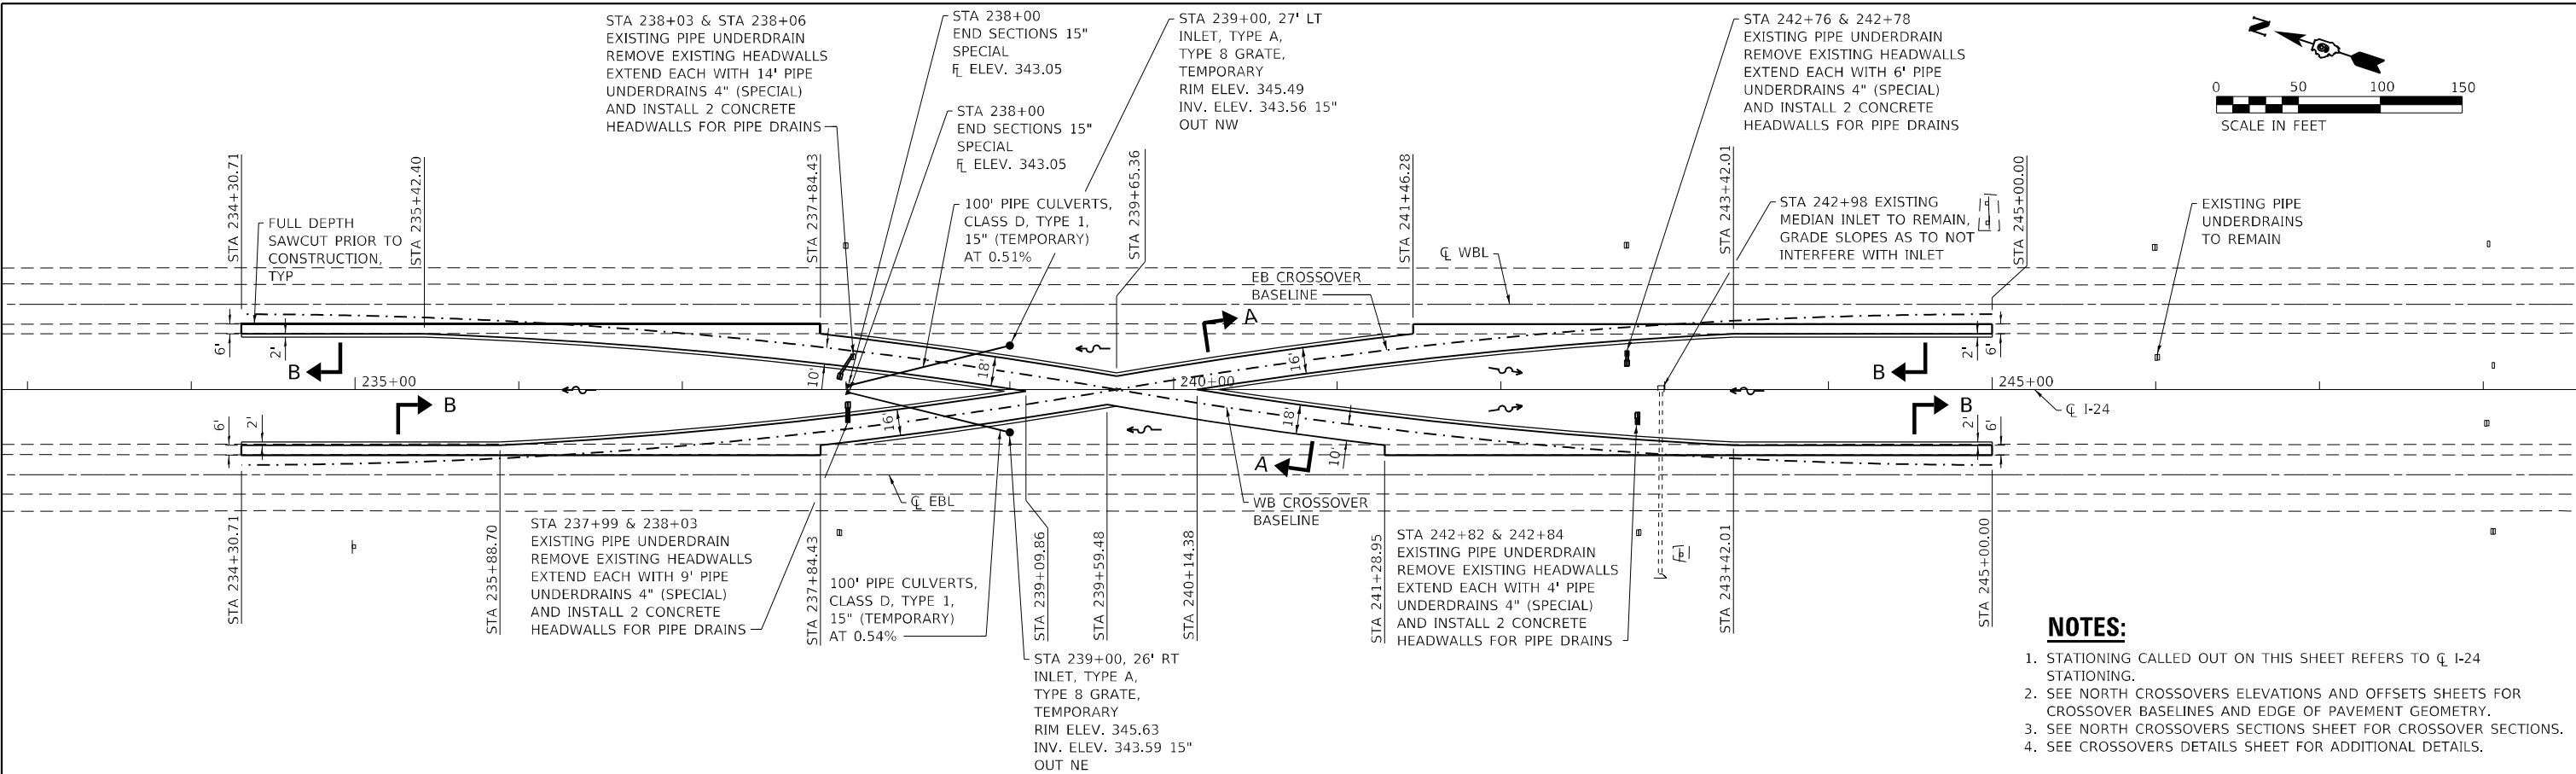 STA 238+03 & STA 238+06
EXISTING PIPE UNDERDRAIN
REMOVE EXISTING HEADWALLS
EXTEND EACH WITH 14' PIPE
UNDERDRAINS 4" (SPECIAL)
AND INSTALL 2 CONCRETE
HEADWALLS FOR PIPE DRAINS
STA 238+00
END SECTIONS 15"
SPECIAL
FL ELEV. 343.05
STA 238+00
END SECTIONS 15"
SPECIAL
FL ELEV. 343.05
STA 239+00, 27' LT
INLET, TYPE A,
TYPE 8 GRATE,
TEMPORARY
RIM ELEV. 345.49
INV. ELEV. 343.56 15"
OUT NW
STA 242+76 & 242+78
EXISTING PIPE UNDERDRAIN
REMOVE EXISTING HEADWALLS
EXTEND EACH WITH 6' PIPE
UNDERDRAINS 4" (SPECIAL)
AND INSTALL 2 CONCRETE
HEADWALLS FOR PIPE DRAINS
N
0 50 100 150
SCALE IN FEET
STA 234+30.71
STA 235+42.40
STA 237+84.43
STA 239+65.36
STA 241+46.28
STA 243+42.01
STA 245+00.00
FULL DEPTH
SAWCUT PRIOR TO
CONSTRUCTION,
TYP
100' PIPE CULVERTS,
CLASS D, TYPE 1,
15" (TEMPORARY)
AT 0.51%
STA 242+98 EXISTING
MEDIAN INLET TO REMAIN,
GRADE SLOPES AS TO NOT
INTERFERE WITH INLET
EXISTING PIPE
UNDERDRAINS
TO REMAIN
℄ WBL
EB CROSSOVER
BASELINE
A
6'
2'
B
10'
18'
16'
B
2'
6'
235+00
240+00
245+00
B
6'
2'
16'
18'
10'
A
B
2'
6'
℄ I-24
℄ EBL
WB CROSSOVER
BASELINE
STA 234+30.71
STA 235+88.70
STA 237+84.43
STA 239+09.86
STA 239+59.48
STA 240+14.38
STA 241+28.95
STA 243+42.01
STA 245+00.00
STA 237+99 & 238+03
EXISTING PIPE UNDERDRAIN
REMOVE EXISTING HEADWALLS
EXTEND EACH WITH 9' PIPE
UNDERDRAINS 4" (SPECIAL)
AND INSTALL 2 CONCRETE
HEADWALLS FOR PIPE DRAINS
100' PIPE CULVERTS,
CLASS D, TYPE 1,
15" (TEMPORARY)
AT 0.54%
STA 239+00, 26' RT
INLET, TYPE A,
TYPE 8 GRATE,
TEMPORARY
RIM ELEV. 345.63
INV. ELEV. 343.59 15"
OUT NE
STA 242+82 & 242+84
EXISTING PIPE UNDERDRAIN
REMOVE EXISTING HEADWALLS
EXTEND EACH WITH 4' PIPE
UNDERDRAINS 4" (SPECIAL)
AND INSTALL 2 CONCRETE
HEADWALLS FOR PIPE DRAINS
NOTES:
1. STATIONING CALLED OUT ON THIS SHEET REFERS TO ℄ I-24
STATIONING.
2. SEE NORTH CROSSOVERS ELEVATIONS AND OFFSETS SHEETS FOR
CROSSOVER BASELINES AND EDGE OF PAVEMENT GEOMETRY.
3. SEE NORTH CROSSOVERS SECTIONS SHEET FOR CROSSOVER SECTIONS.
4. SEE CROSSOVERS DETAILS SHEET FOR ADDITIONAL DETAILS.